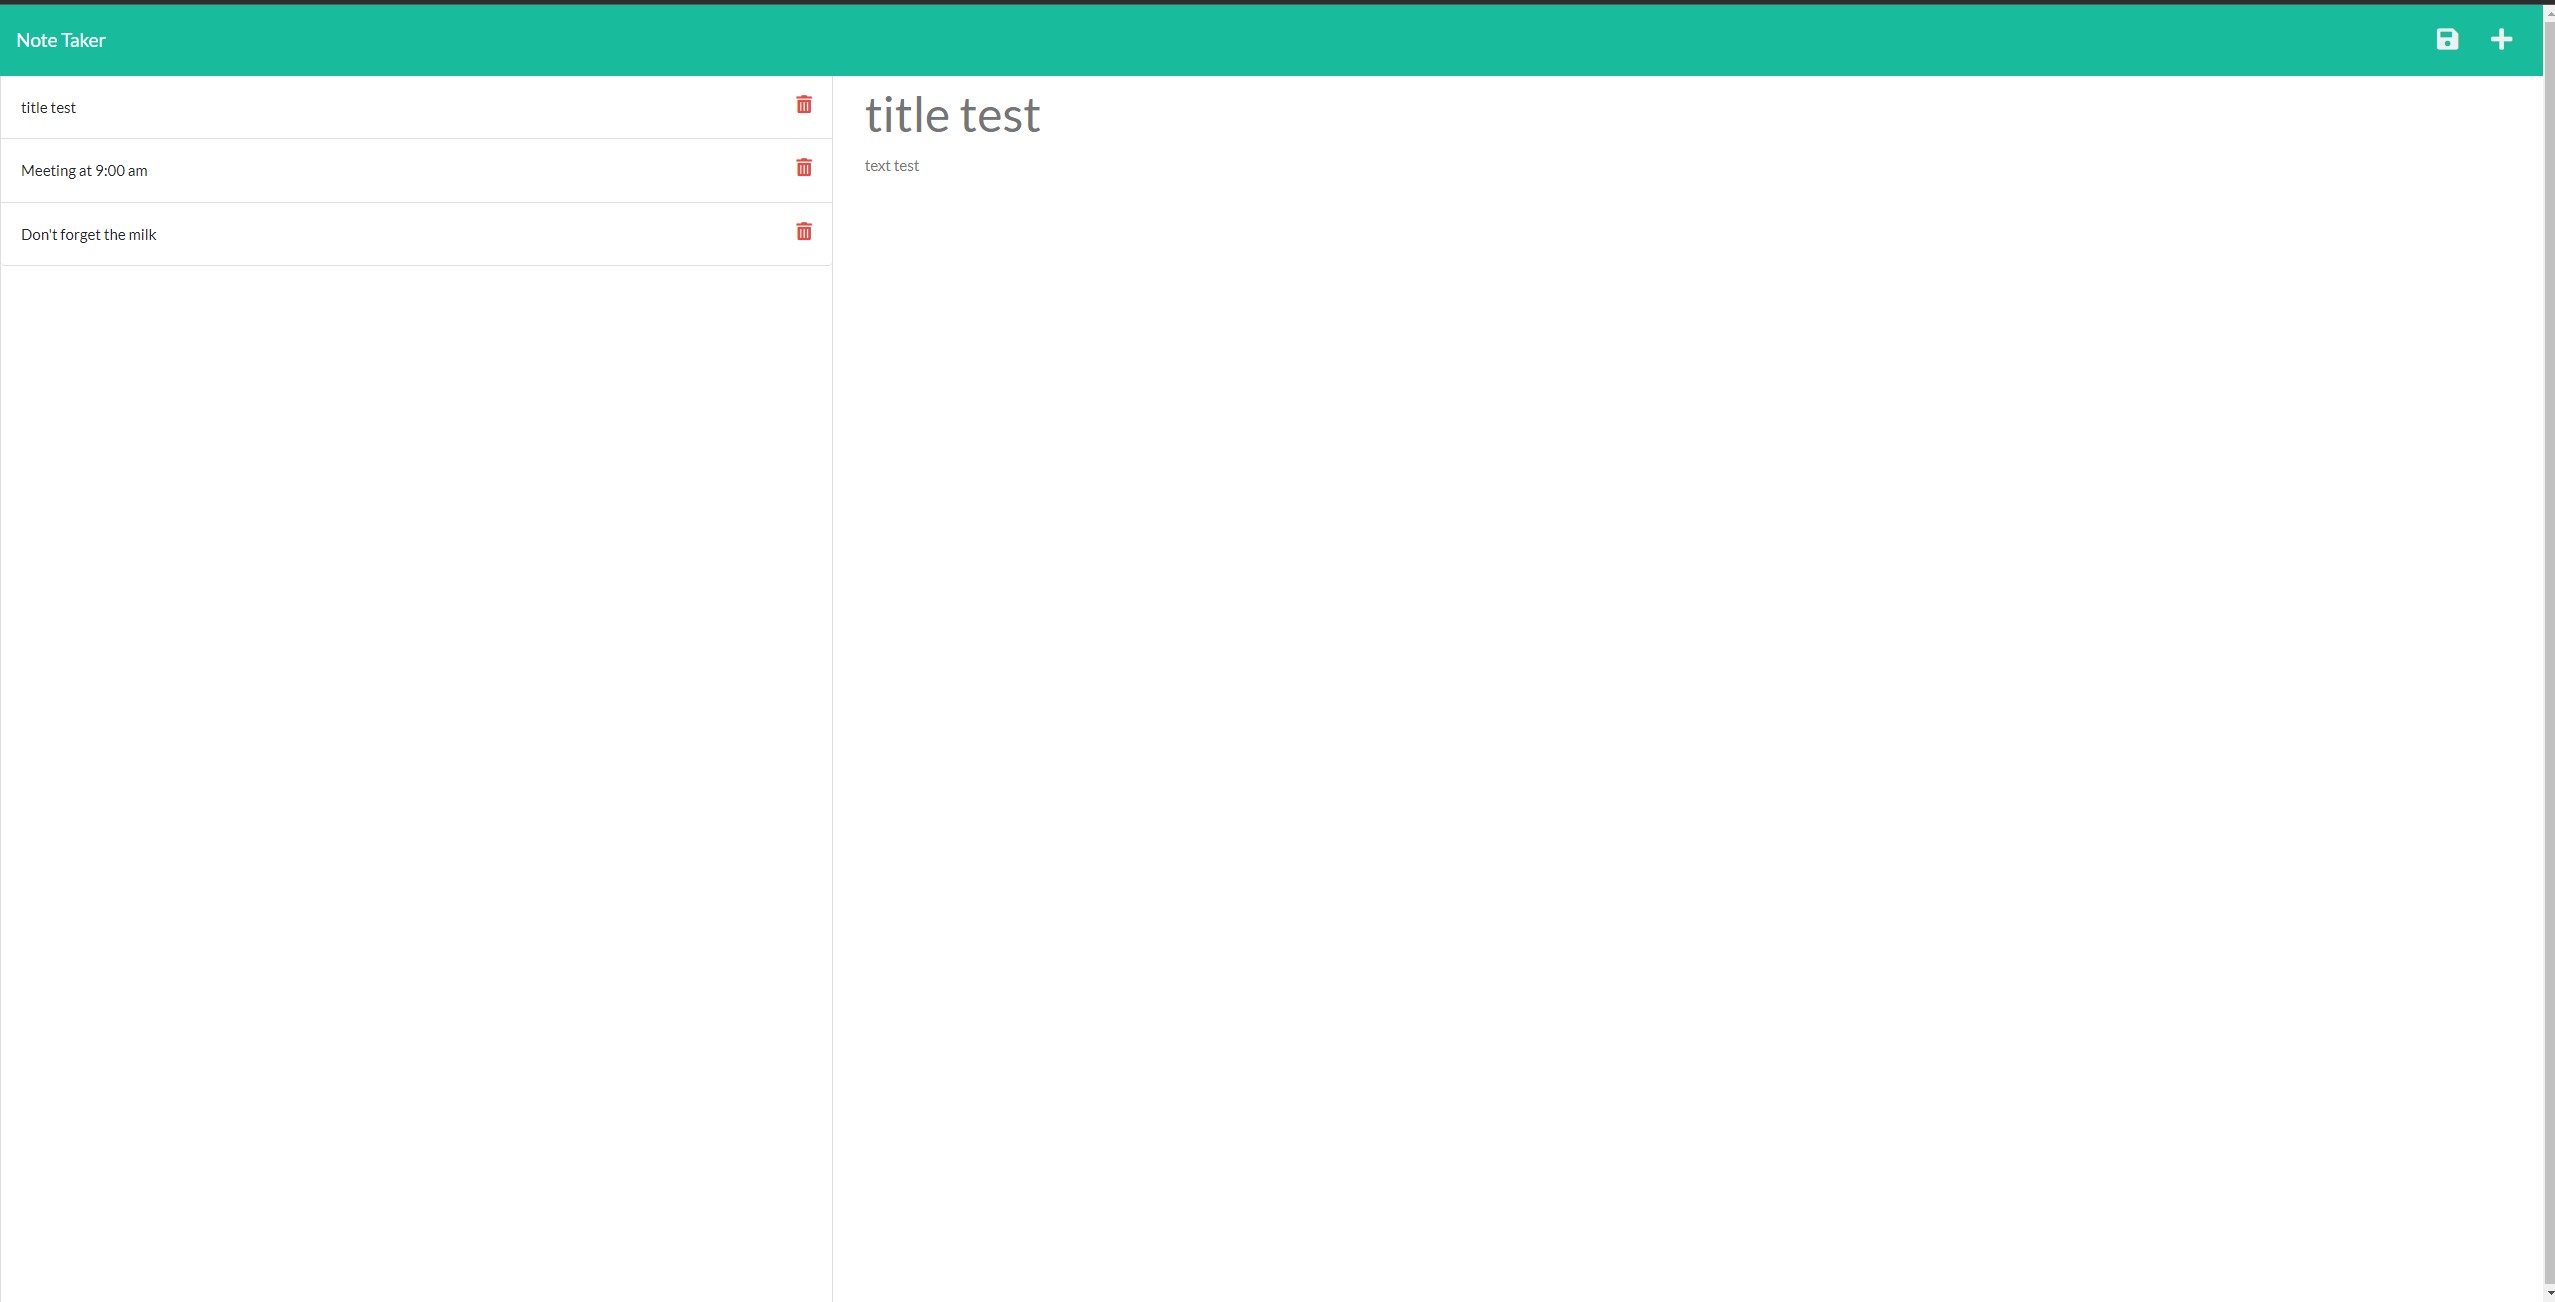 Note Taker
title test
Meeting at 9:00 am
Don't forget the milk
title test
text test